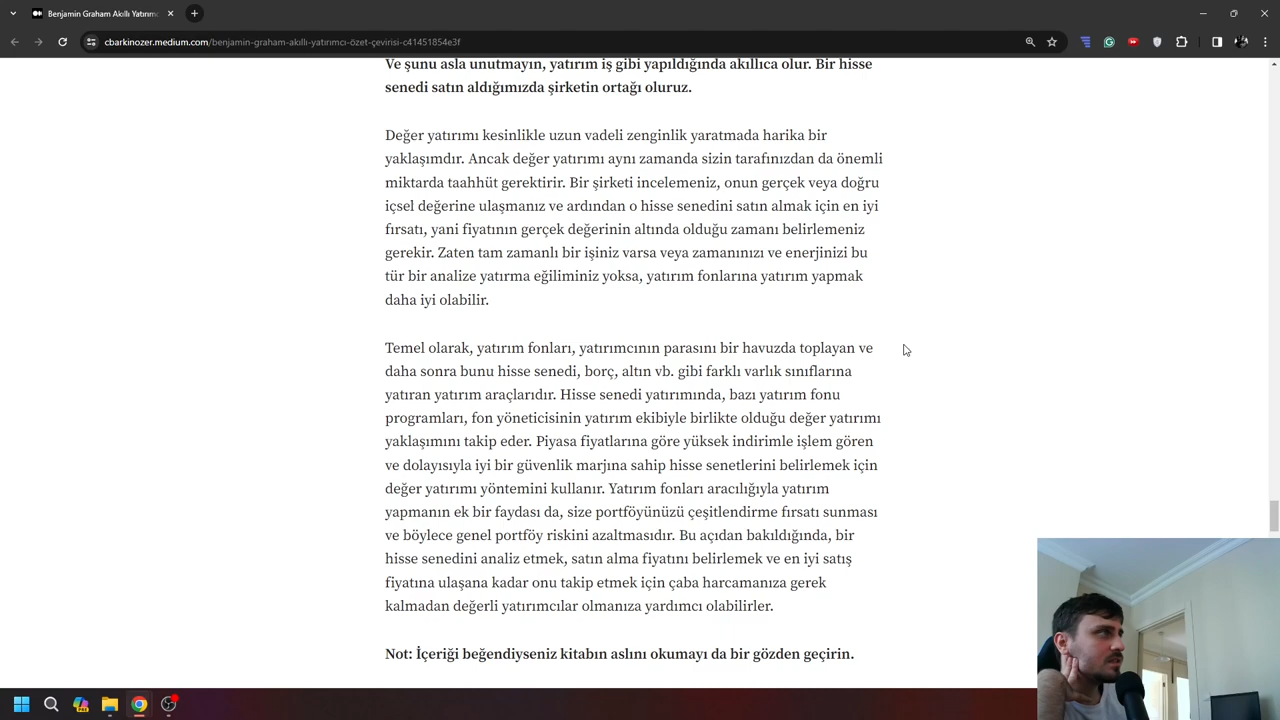 Benjamin Graham Akıllı Yatırımc
cbarkinozer.medium.com/benjamin-graham-akıllı-yatırımcı-özet-çevirisi-c41451854e3f
Ve şunu asla unutmayın, yatırım iş gibi yapıldığında akıllıca olur. Bir hisse
senedi satın aldığımızda şirketin ortağı oluruz.
Değer yatırımı kesinlikle uzun vadeli zenginlik yaratmada harika bir
yaklaşımdır. Ancak değer yatırımı aynı zamanda sizin tarafınızdan da önemli
miktarda taahhüt gerektirir. Bir şirketi incelemeniz, onun gerçek veya doğru
içsel değerine ulaşmanız ve ardından o hisse senedini satın almak için en iyi
fırsatı, yani fiyatının gerçek değerinin altında olduğu zamanı belirlemeniz
gerekir. Zaten tam zamanlı bir işiniz varsa veya zamanınızı ve enerjinizi bu
tür bir analize yatırma eğiliminiz yoksa, yatırım fonlarına yatırım yapmak
daha iyi olabilir.
Temel olarak, yatırım fonları, yatırımcının parasını bir havuzda toplayan ve
daha sonra bunu hisse senedi, borç, altın vb. gibi farklı varlık sınıflarına
yatıran yatırım araçlarıdır. Hisse senedi yatırımında, bazı yatırım fonu
programları, fon yöneticisinin yatırım ekibiyle birlikte olduğu değer yatırımı
yaklaşımını takip eder. Piyasa fiyatlarına göre yüksek indirimle işlem gören
ve dolayısıyla iyi bir güvenlik marjına sahip hisse senetlerini belirlemek için
değer yatırımı yöntemini kullanır. Yatırım fonları aracılığıyla yatırım
yapmanın ek bir faydası da, size portföyünüzü çeşitlendirme fırsatı sunması
ve böylece genel portföy riskini azaltmasıdır. Bu açıdan bakıldığında, bir
hisse senedini analiz etmek, satın alma fiyatını belirlemek ve en iyi satış
fiyatına ulaşana kadar onu takip etmek için çaba harcamanıza gerek
kalmadan değerli yatırımcılar olmanıza yardımcı olabilirler.
Not: İçeriği beğendiyseniz kitabın aslını okumayı da bir gözden geçirin.